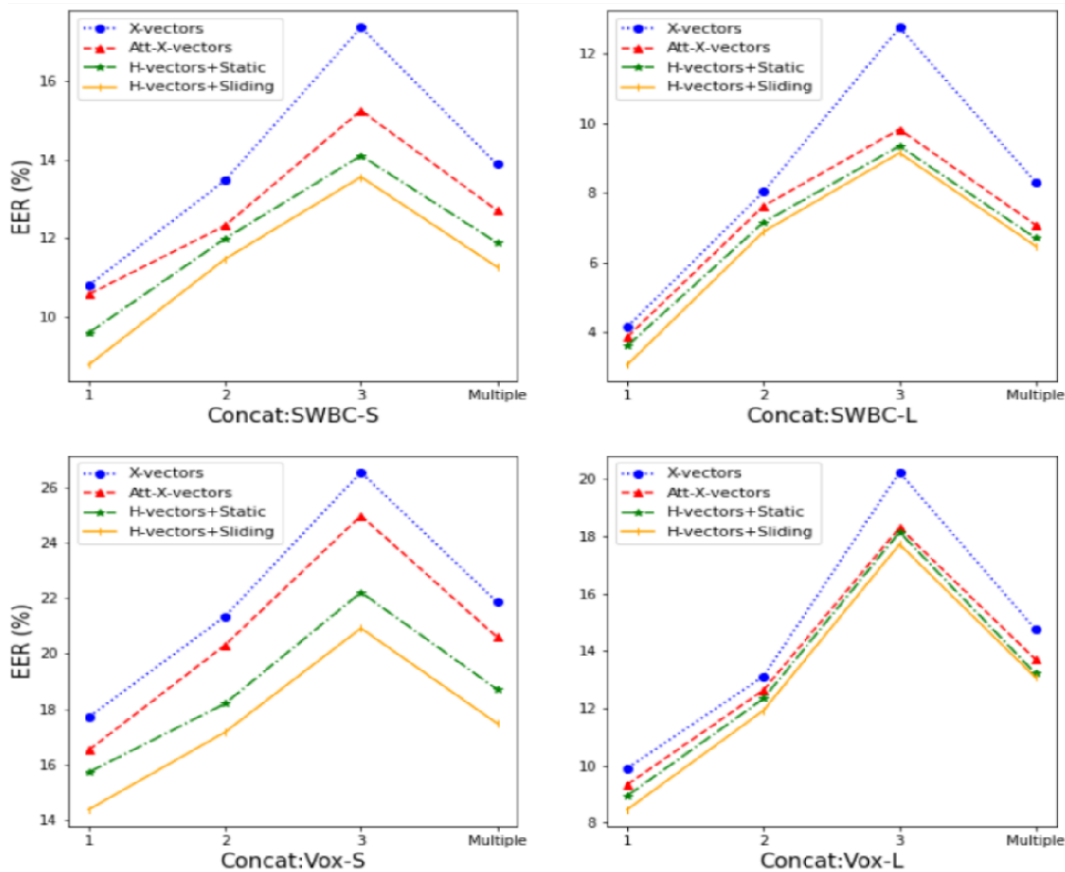 X-vectors
Att-X-vectors
H-vectors+Static
H-vectors+Sliding
16
14
12
10
EER (%)
1 2 3 Multiple
Concat:SWBC-S
X-vectors
Att-X-vectors
H-vectors+Static
H-vectors+Sliding
12
10
8
6
4
1 2 3 Multiple
Concat:SWBC-L
X-vectors
Att-X-vectors
H-vectors+Static
H-vectors+Sliding
26
24
22
20
18
16
14
EER (%)
1 2 3 Multiple
Concat:Vox-S
X-vectors
Att-X-vectors
H-vectors+Static
H-vectors+Sliding
20
18
16
14
12
10
8
1 2 3 Multiple
Concat:Vox-L